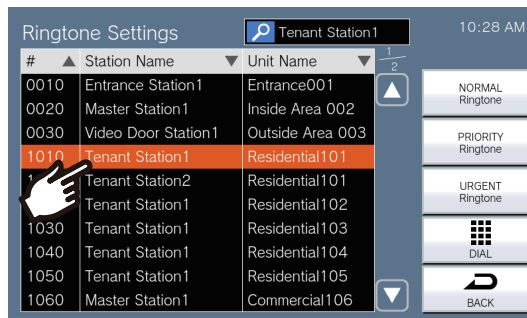 Ringtone Settings
Tenant Station1
10:28 AM
# Station Name Unit Name
1/2
0010 Entrance Station1 Entrance001
0020 Master Station1 Inside Area 002
0030 Video Door Station1 Outside Area 003
1010 Tenant Station1 Residential101
Tenant Station2 Residential101
Tenant Station1 Residential102
1030 Tenant Station1 Residential103
1040 Tenant Station1 Residential104
1050 Tenant Station1 Residential105
1060 Master Station1 Commercial106
NORMAL
Ringtone
PRIORITY
Ringtone
URGENT
Ringtone
DIAL
BACK